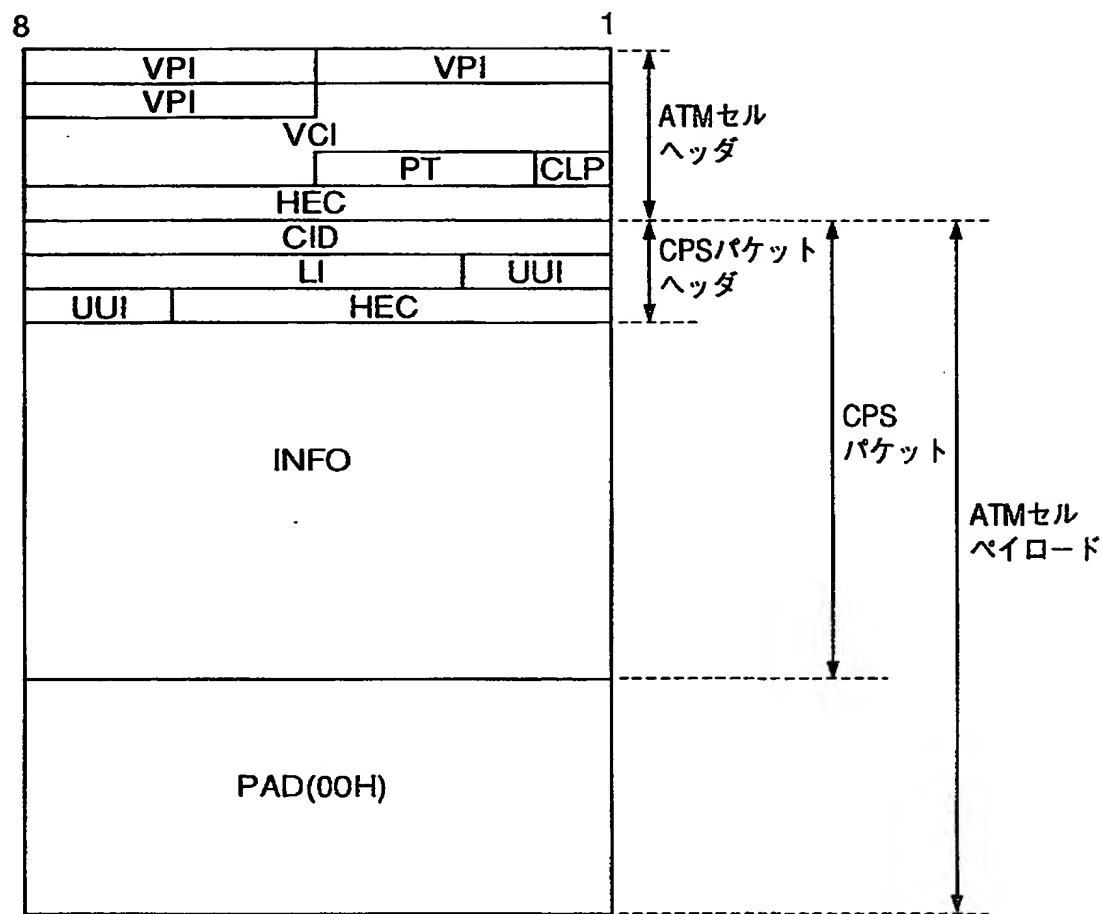 8 1
VPI VPI
VPI
VCI
PT CLP
HEC
CID
LI UUI
UUI HEC
INFO
PAD(00H)
ATMセル
ヘッダ
CPSパケット
ヘッダ
CPS
パケット
ATMセル
ペイロード